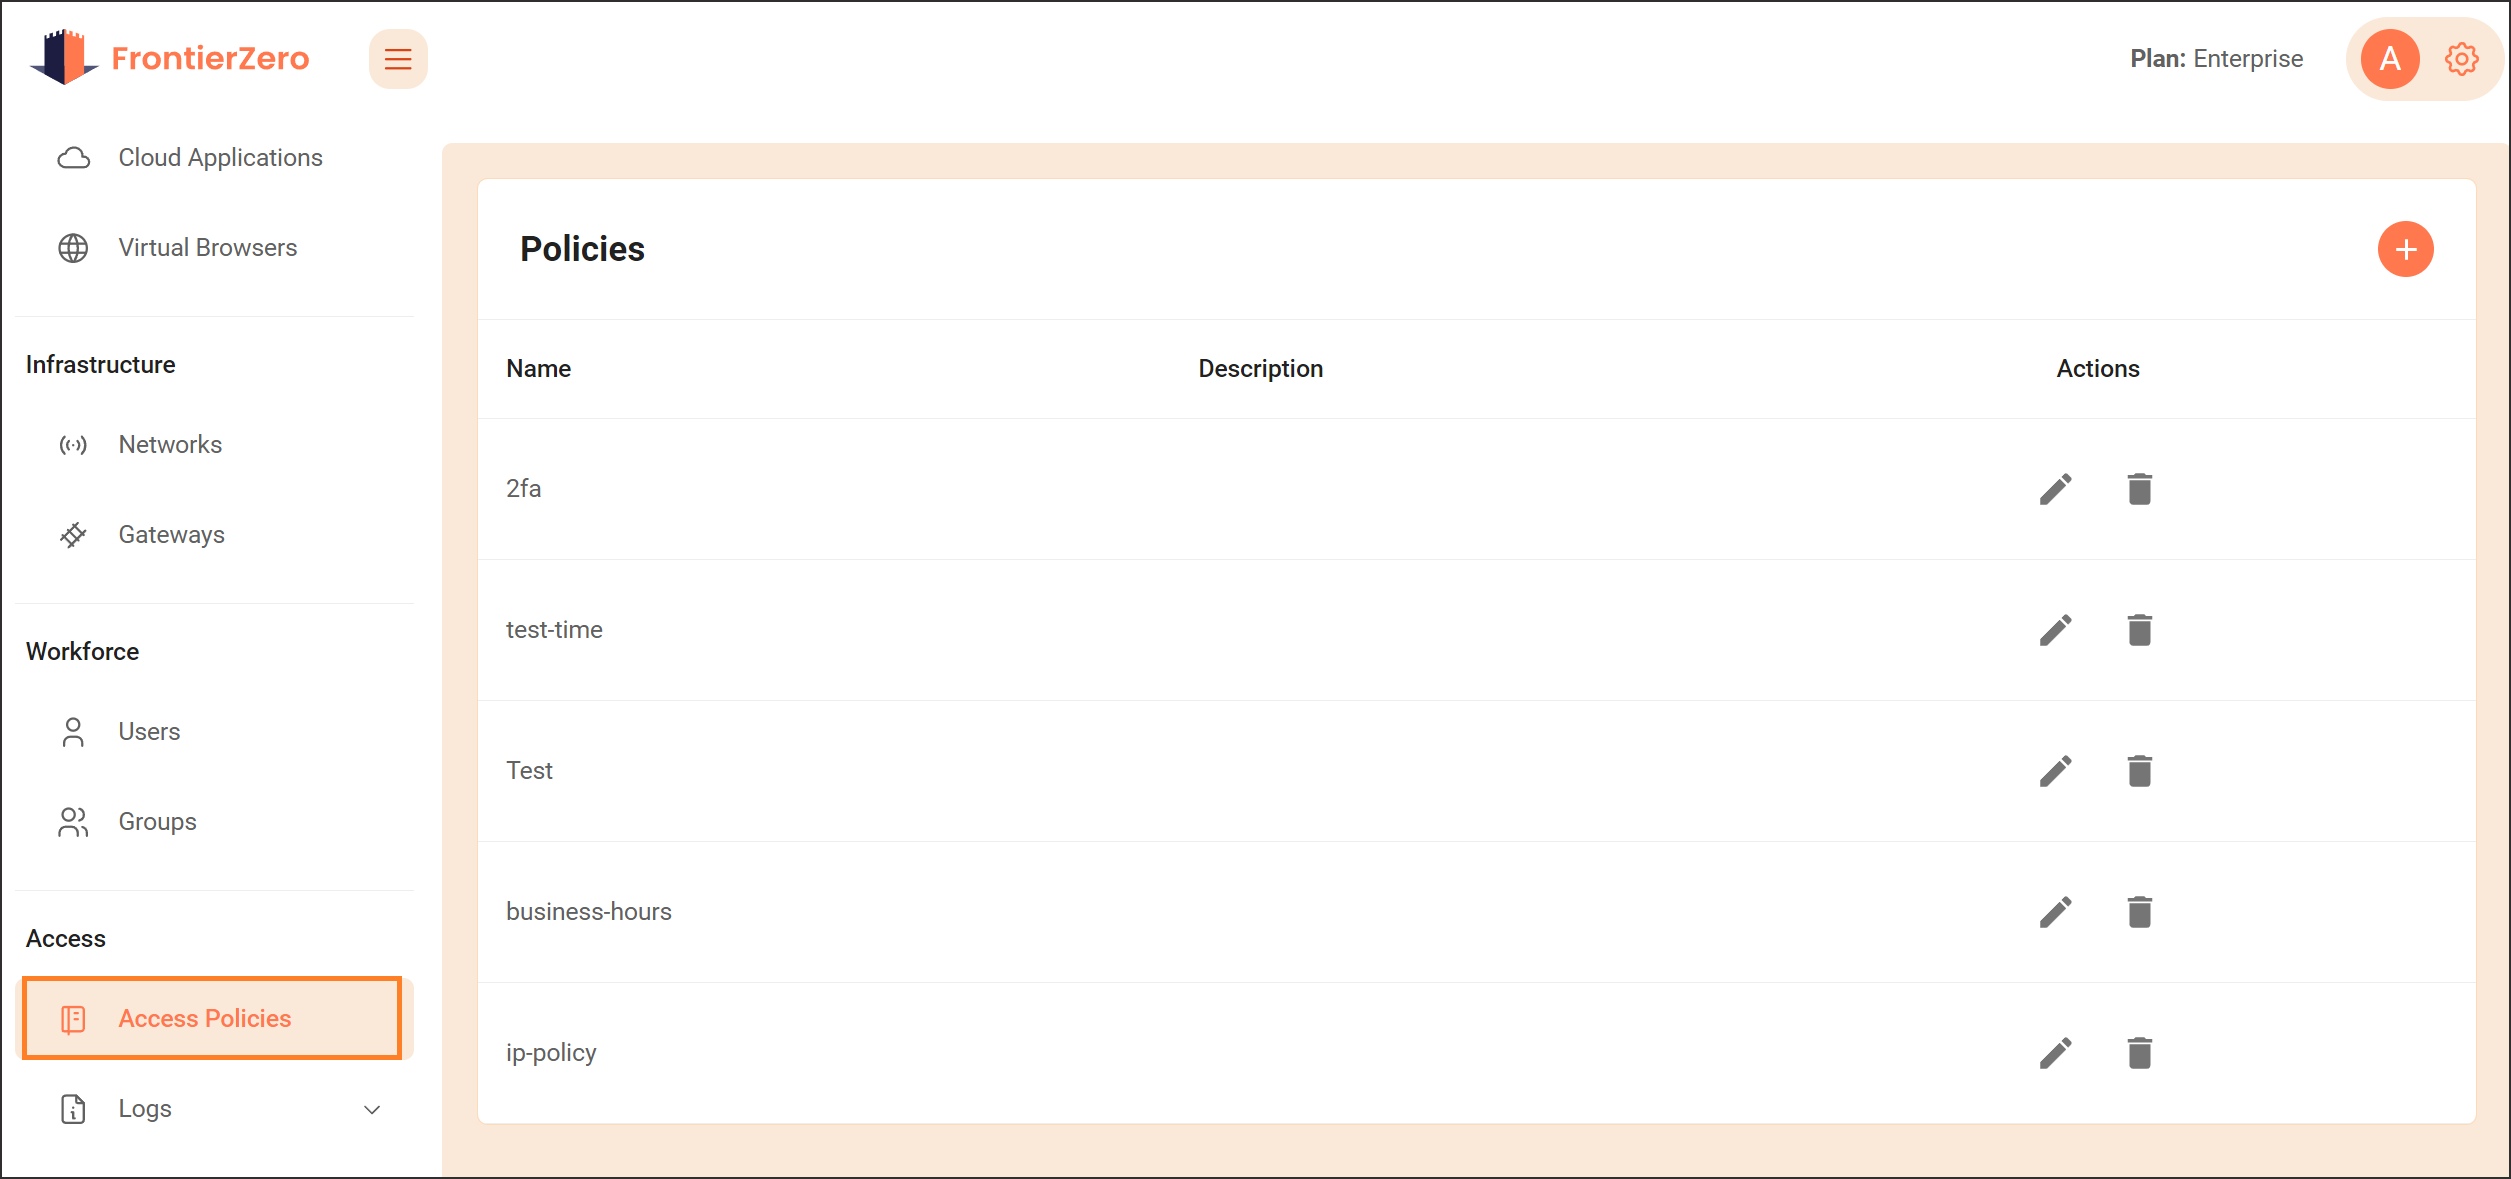 FrontierZero
Plan: Enterprise
A
Cloud Applications
Virtual Browsers
Infrastructure
Networks
Gateways
Workforce
Users
Groups
Access
Access Policies
Logs
Policies
Name Description Actions
2fa
test-time
Test
business-hours
ip-policy